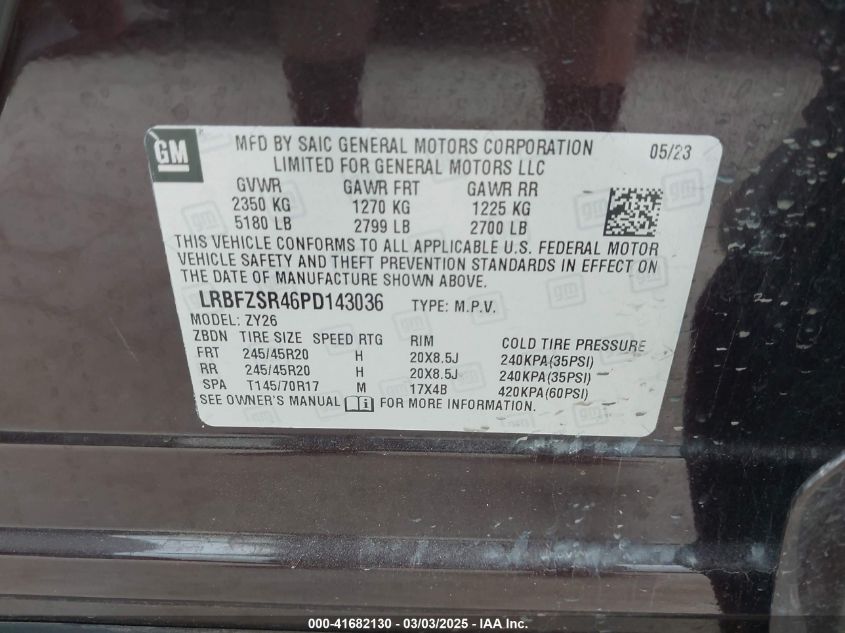 GM
MFD BY SAIC GENERAL MOTORS CORPORATION 05/23
LIMITED FOR GENERAL MOTORS LLC
GVWR GAWR FRT GAWR RR
2350 KG 1270 KG 1225 KG
5180 LB 2799 LB 2700 LB
THIS VEHICLE CONFORMS TO ALL APPLICABLE U.S. FEDERAL MOTOR
VEHICLE SAFETY AND THEFT PREVENTION STANDARDS IN EFFECT ON
THE DATE OF MANUFACTURE SHOWN ABOVE.
LRBFZSR46PD143036 TYPE: M.P.V.
MODEL: ZY26
ZBDN TIRE SIZE SPEED RTG RIM COLD TIRE PRESSURE
FRT 245/45R20 H 20X8.5J 240KPA(35PSI)
RR 245/45R20 H 20X8.5J 240KPA(35PSI)
SPA T145/70R17 M 17X4B 420KPA(60PSI)
SEE OWNER'S MANUAL FOR MORE INFORMATION.
000-41682130 - 03/03/2025 - IAA Inc.